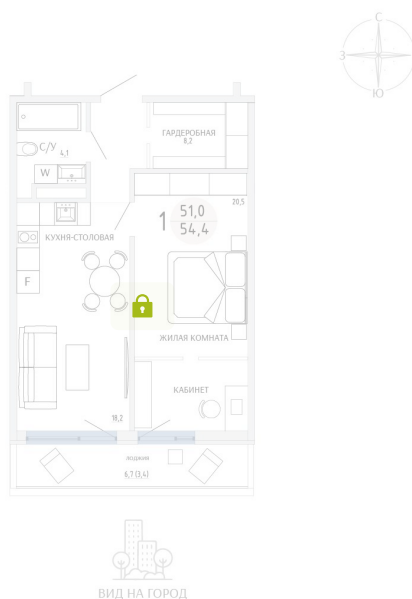 С
З
Ю
ГАРДЕРОБНАЯ
8,2
С/У
4,1
W
20,5
1
51,0
54,4
КУХНЯ-СТОЛОВАЯ
F
ЖИЛАЯ КОМНАТА
КАБИНЕТ
18,2
ЛОДЖИЯ
6,7 (3,4)
ВИД НА ГОРОД